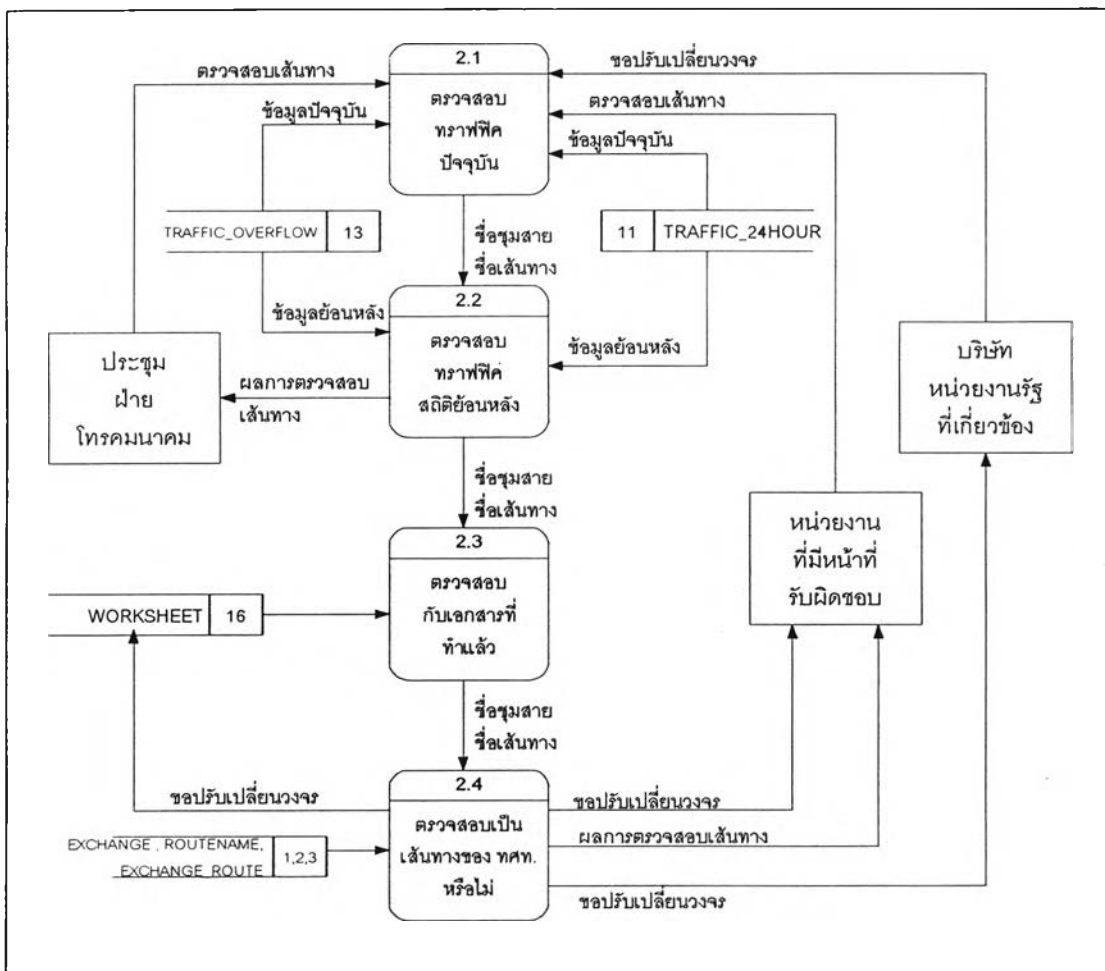 2.1
ขอปรับเปลี่ยนวงจร
ตรวจสอบเส้นทาง
ตรวจสอบ
ทราฟฟิค
ปัจจุบัน
ตรวจสอบเส้นทาง
ข้อมูลปัจจุบัน
ข้อมูลปัจจุบัน
TRAFFIC_OVERFLOW 13
11 TRAFFIC_24HOUR
ชื่อชุมสาย
ชื่อเส้นทาง
2.2
ข้อมูลย้อนหลัง
ตรวจสอบ
ทราฟฟิค
สถิติย้อนหลัง
ข้อมูลย้อนหลัง
ประชุม
ฝ่าย
โทรคมนาคม
ผลการตรวจสอบ
เส้นทาง
บริษัท
หน่วยงานรัฐ
ที่เกี่ยวข้อง
ชื่อชุมสาย
ชื่อเส้นทาง
2.3
ตรวจสอบ
กับเอกสารที่
ทำแล้ว
หน่วยงาน
ที่มีหน้าที่
รับผิดชอบ
WORKSHEET 16
ชื่อชุมสาย
ชื่อเส้นทาง
2.4
ขอปรับเปลี่ยนวงจร
ขอปรับเปลี่ยนวงจร
ตรวจสอบเป็น
เส้นทางของ ทศท.
หรือไม่
ผลการตรวจสอบเส้นทาง
EXCHANGE , ROUTENAME,
EXCHANGE_ROUTE
1,2,3
ขอปรับเปลี่ยนวงจร